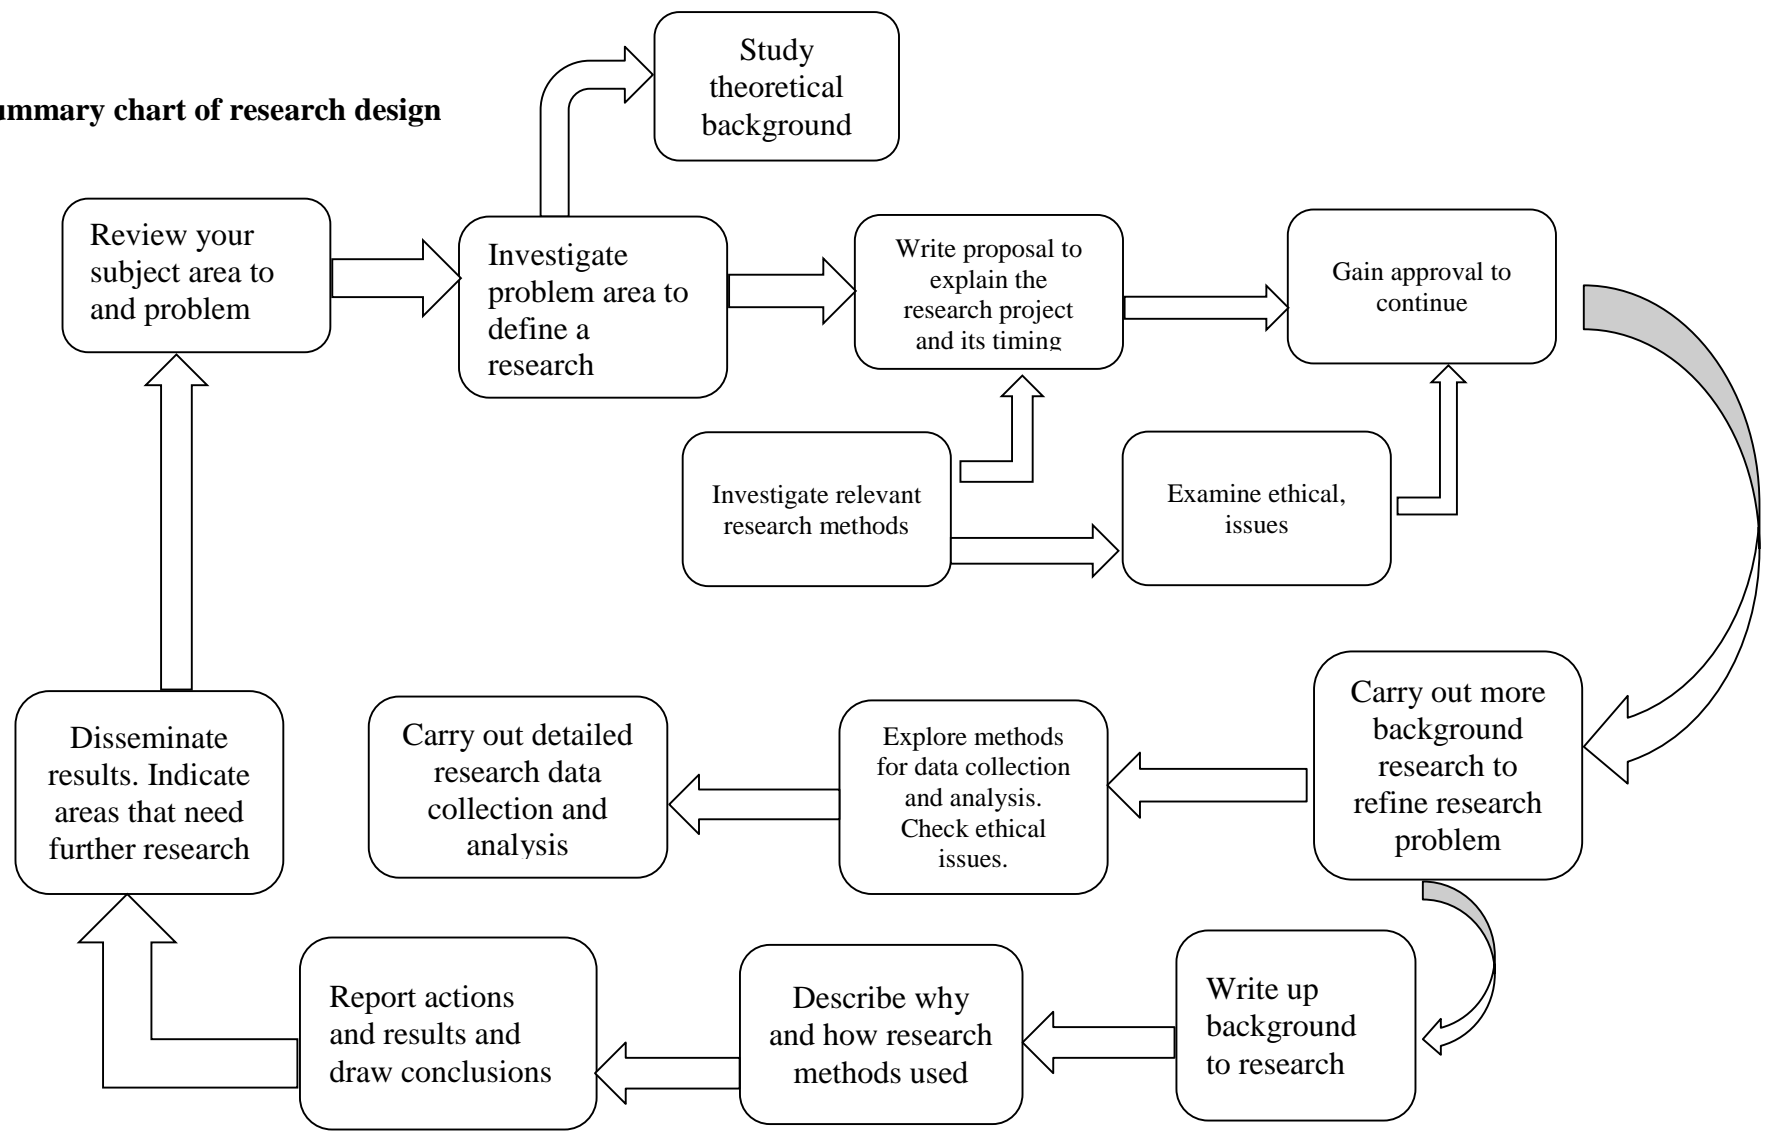 Study
theoretical
background
ummary chart of research design
Review your
subject area to
and problem
Investigate
problem area to
define a
research
Write proposal to
explain the
research project
and its timing
Gain approval to
continue
Investigate relevant
research methods
Examine ethical,
issues
Disseminate
results. Indicate
areas that need
further research
Carry out detailed
research data
collection and
analysis
Explore methods
for data collection
and analysis.
Check ethical
issues.
Carry out more
background
research to
refine research
problem
Report actions
and results and
draw conclusions
Describe why
and how research
methods used
Write up
background
to research